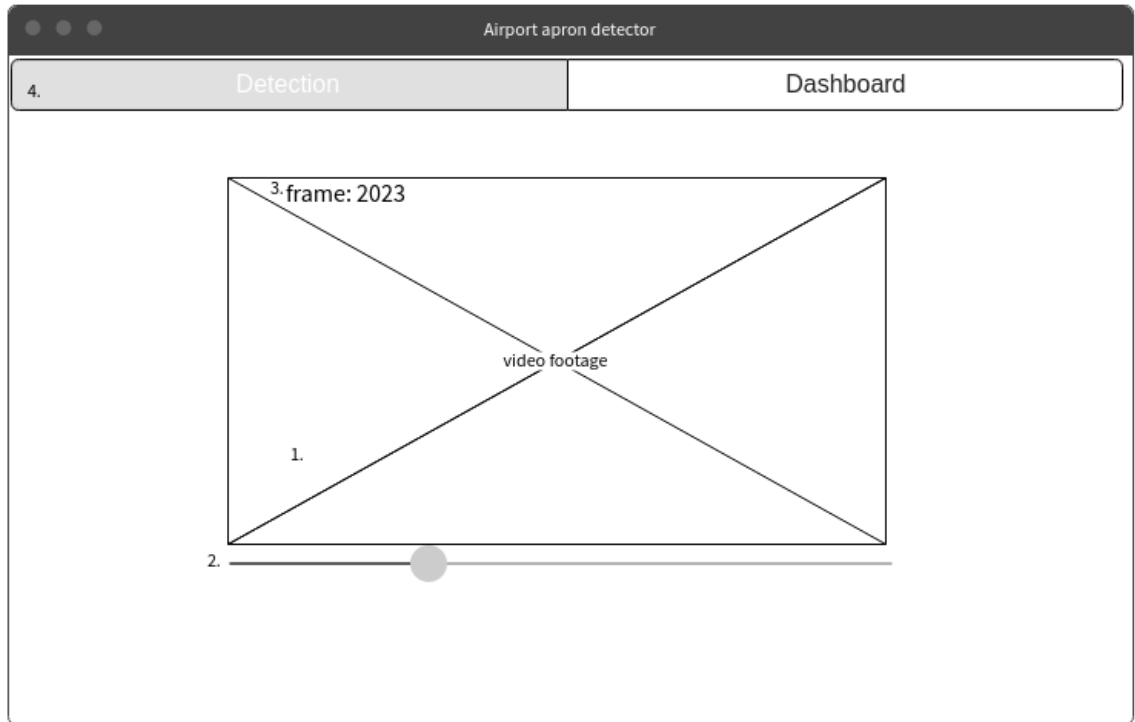 Airport apron detector
4. Detection Dashboard
3. frame: 2023
video footage
1.
2.